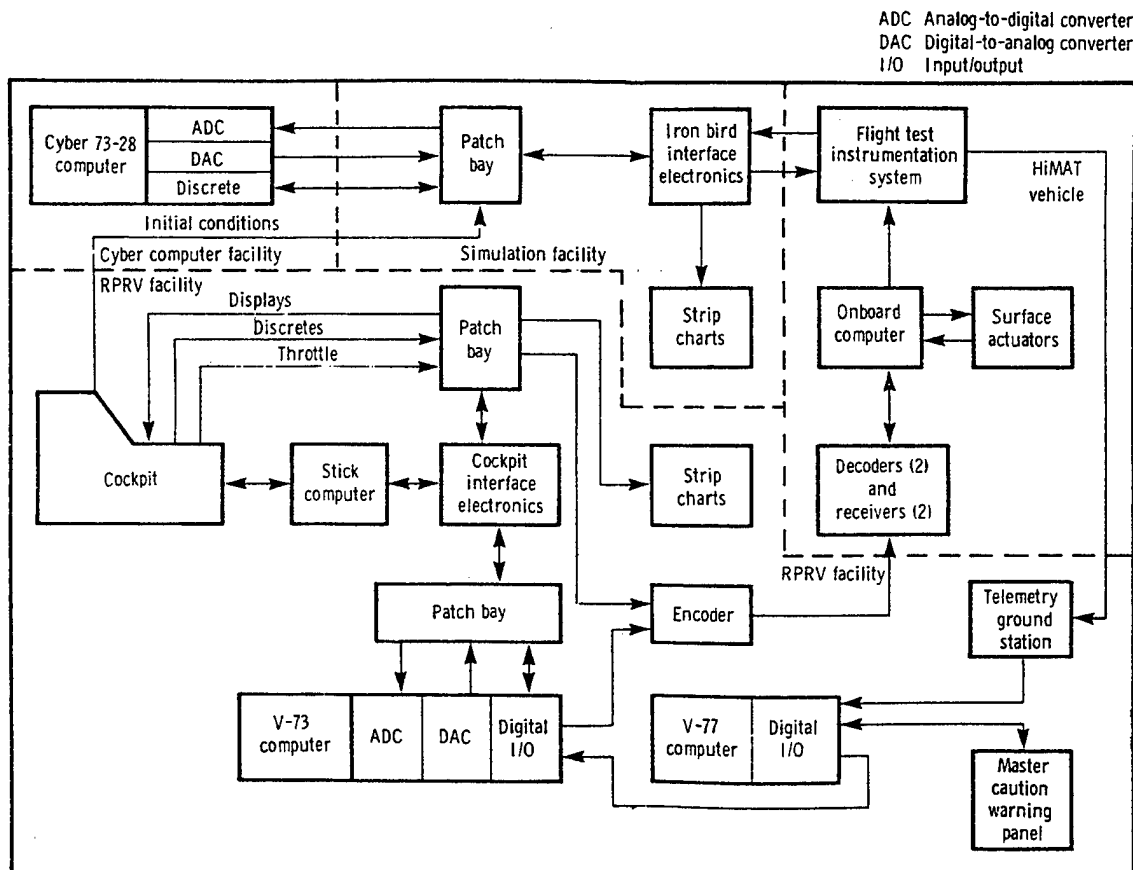 ADC Analog-to-digital converter
DAC Digital-to-analog converter
I/O Input/output
Cyber 73-28
computer
ADC
DAC
Discrete
Patch
bay
Iron bird
interface
electronics
Flight test
instrumentation
system
HiMAT
vehicle
Initial conditions
Cyber computer facility
Simulation facility
RPRV facility
Displays
Discretes
Throttle
Patch
bay
Strip
charts
Onboard
computer
Surface
actuators
Cockpit
Stick
computer
Cockpit
interface
electronics
Strip
charts
Decoders (2)
and
receivers (2)
RPRV facility
Patch bay
Encoder
Telemetry
ground
station
V-73
computer
ADC
DAC
Digital
I/O
V-77
computer
Digital
I/O
Master
caution
warning
panel